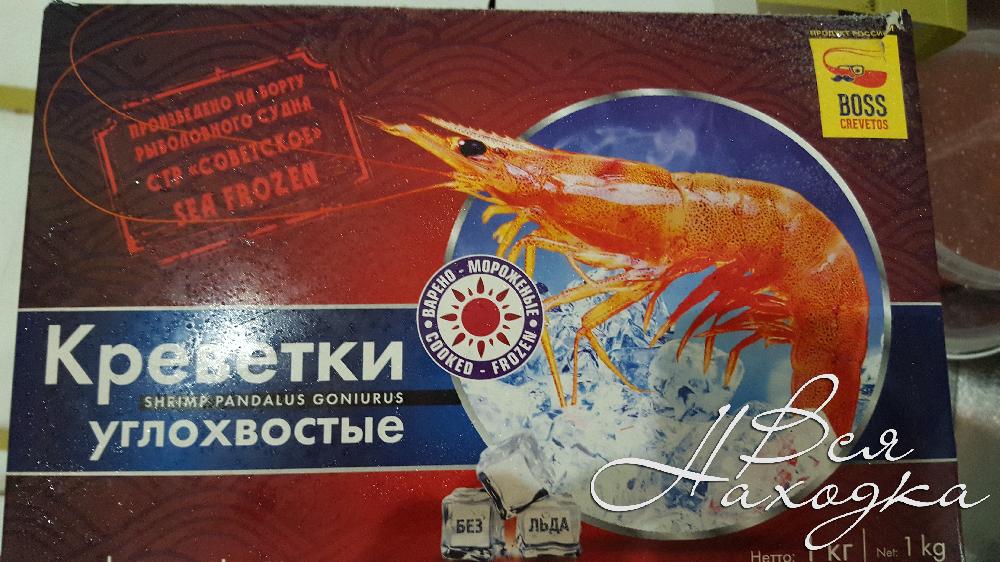 ПРОДУКТ РОССИИ
BOSS
CREVETOS
ПРОИЗВЕДЕНО НА БОРТУ
РЫБОЛОВНОГО СУДНА
СТР «СОВЕТСКОЕ»
SEA FROZEN
ВАРЕНО - МОРОЖЕНЫЕ
COOKED - FROZEN
Креветки
SHRIMP PANDALUS GONIURUS
углохвостые
БЕЗ ЛЬДА
Вся
Находка
Нетто: 1 кг | Net: 1 kg